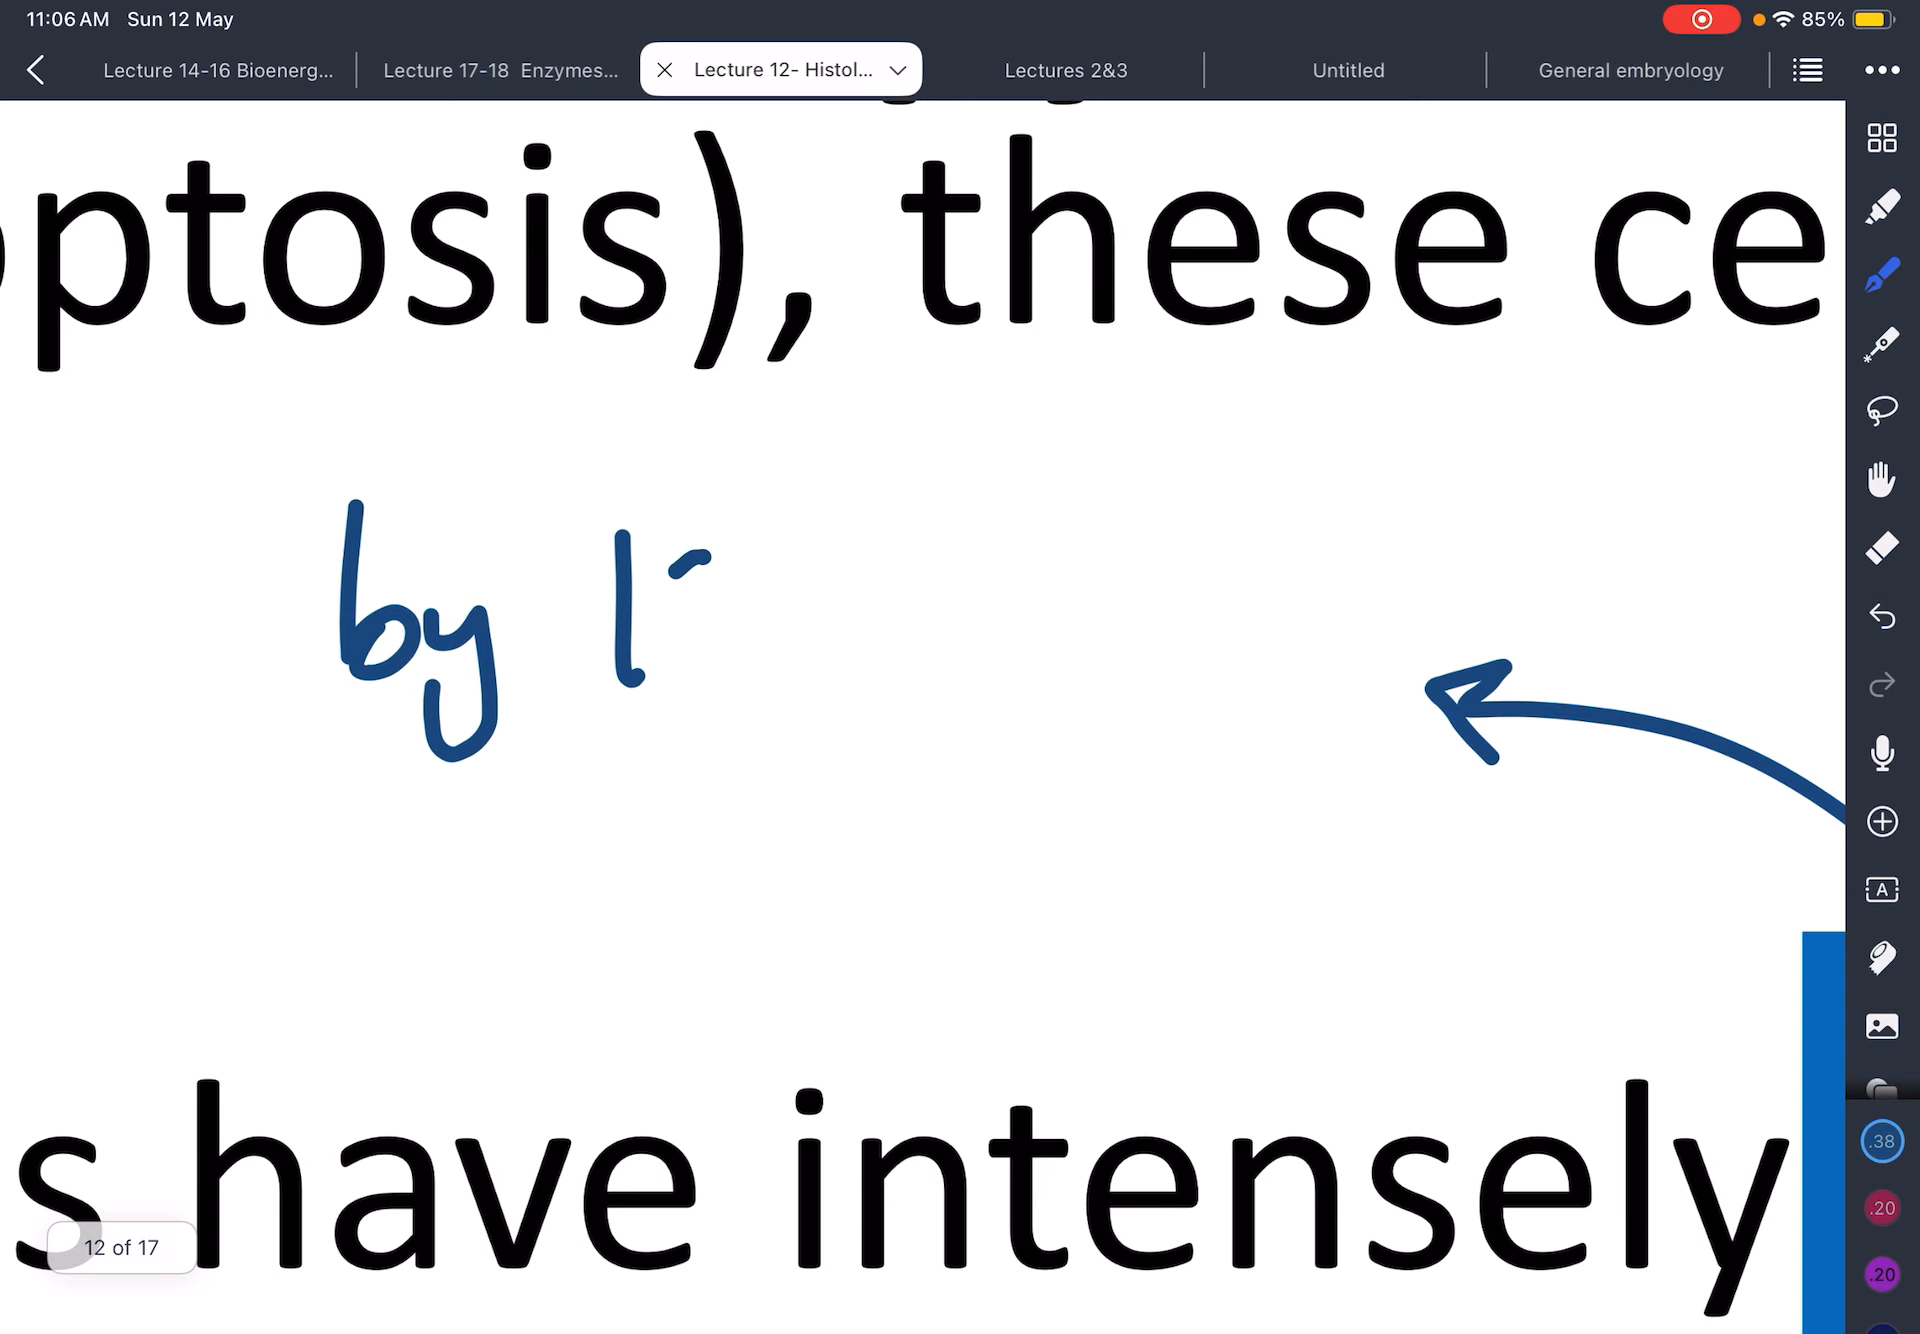 11:06 AM Sun 12 May 85%
Lecture 14-16 Bioenerg... Lecture 17-18 Enzymes... Lecture 12- Histol... Lectures 2&3 Untitled General embryology
ptosis), these ce
by
s have intensely
12 of 17
A
.38
.20
.20